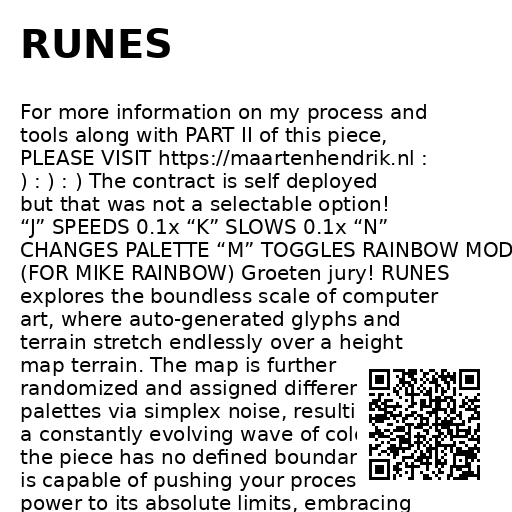 RUNES
For more information on my process and
tools along with PART II of this piece,
PLEASE VISIT https://maartenhendrik.nl :
) : ) : ) The contract is self deployed
but that was not a selectable option!
“J” SPEEDS 0.1x “K” SLOWS 0.1x “N”
CHANGES PALETTE “M” TOGGLES RAINBOW MOD
(FOR MIKE RAINBOW) Groeten jury! RUNES
explores the boundless scale of computer
art, where auto-generated glyphs and
terrain stretch endlessly over a height
map terrain. The map is further
randomized and assigned
palettes via simplex noise,
a constantly evolving wave of
the piece has no defined
is capable of pushing your
power to its absolute limits, embracing